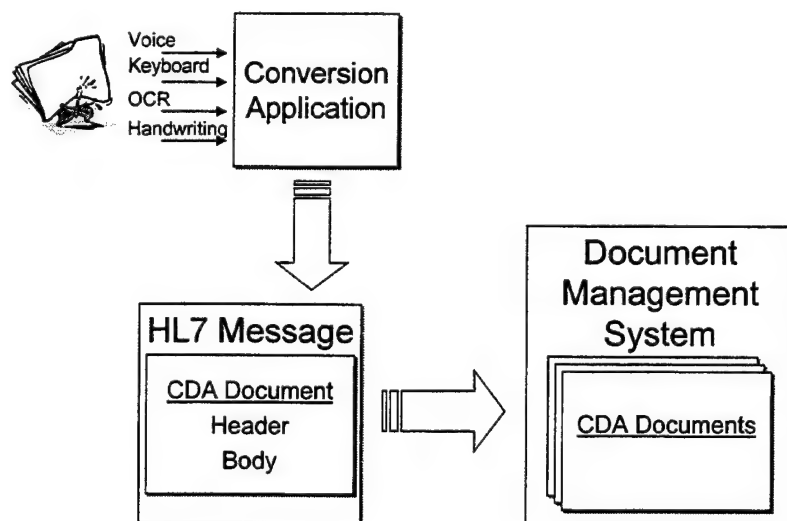 Voice
Keyboard
OCR
Handwriting
Conversion
Application
HL7 Message
CDA Document
Header
Body
Document
Management
System
CDA Documents